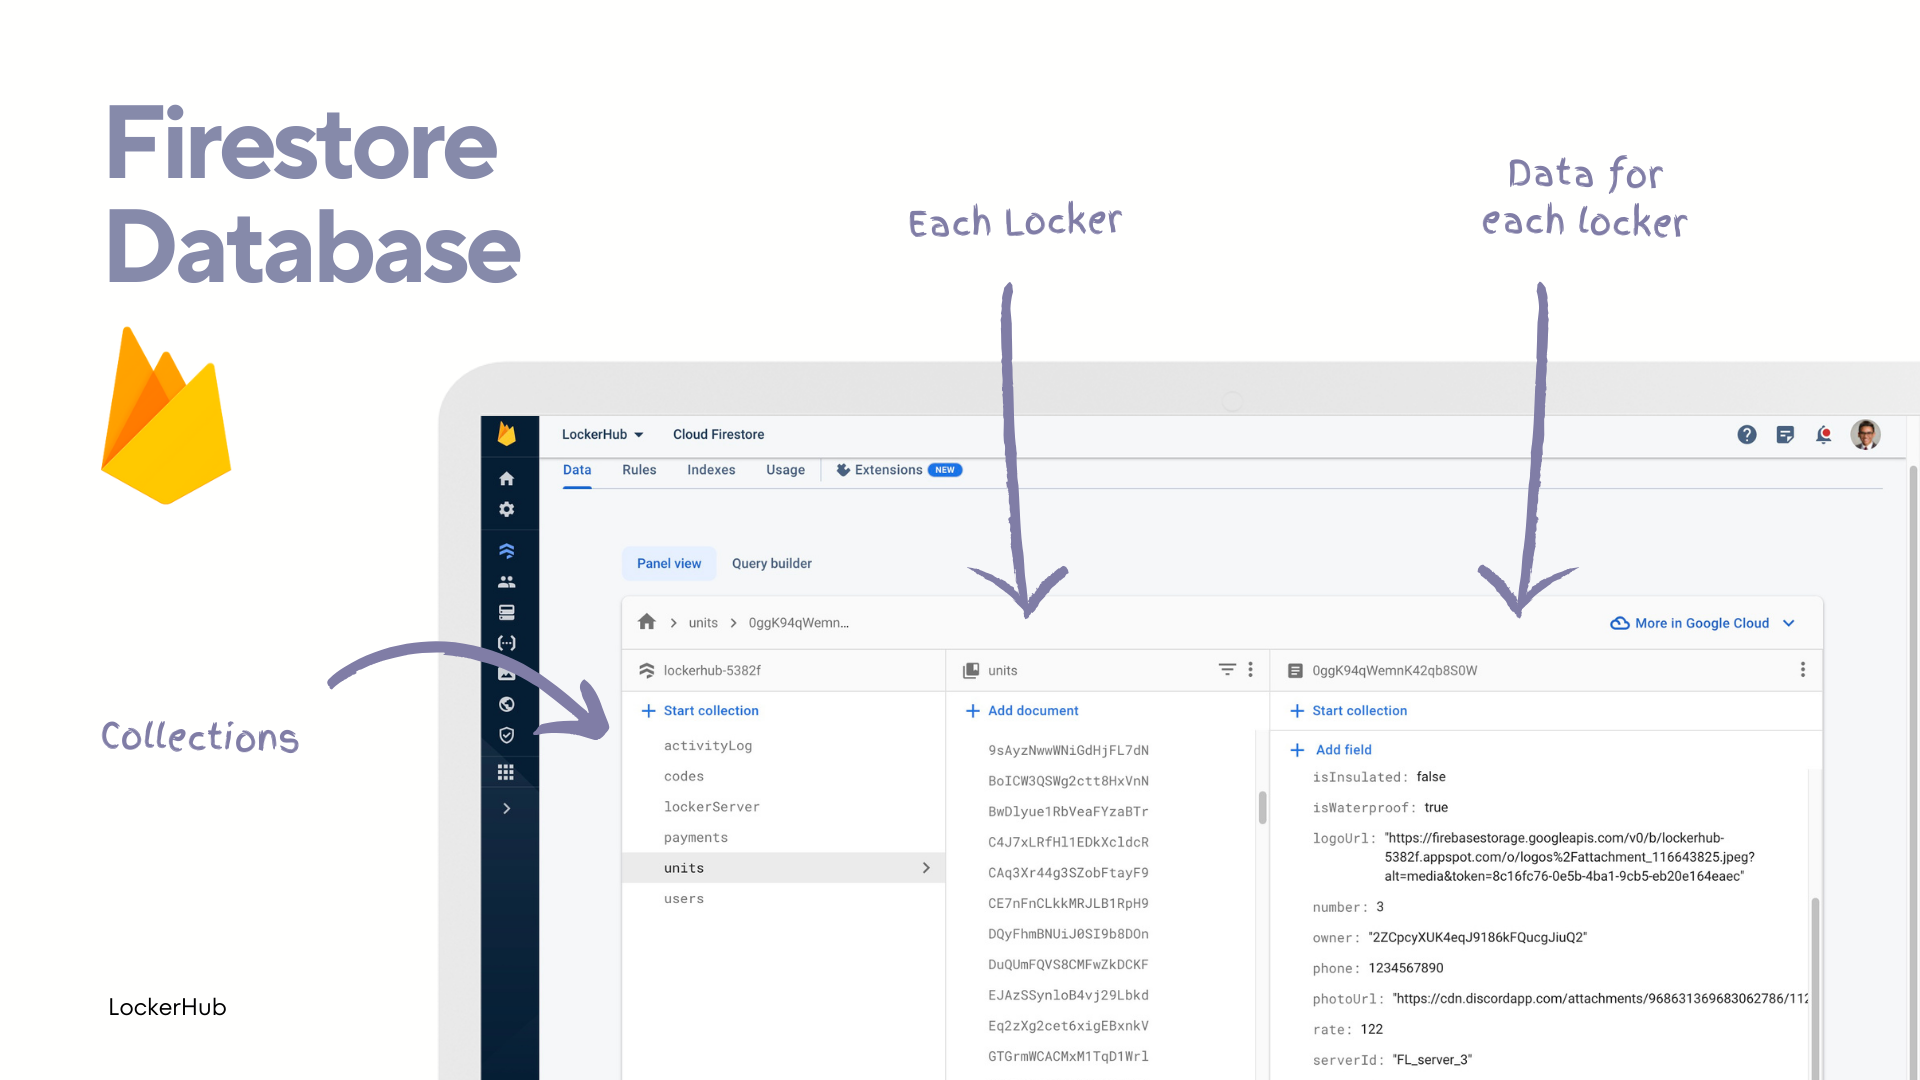 Firestore
Database
Each Locker
Data for
each locker
Collections
LockerHub
LockerHub
Cloud Firestore
Data
Rules
Indexes
Usage
Extensions
NEW
Panel view
Query builder
units
0ggK94qWemn...
More in Google Cloud
lockerhub-5382f
Start collection
activityLog
codes
lockerServer
payments
units
users
units
Add document
9sAyzNwwWNiGdHjFL7dN
BoICW3QSWg2ctt8HxVnN
BwDlyue1RbVeaFYzaBTr
C4J7xLRfHl1EDkXcldcR
CAq3Xr44g3SZobFtayF9
CE7nFnCLkkMRJLB1RpH9
DQyFhmBNUiJ0SI9b8DOn
DuQUmFQVS8CMFwZkDCKF
EJAzSSynloB4vj29Lbkd
Eq2zXg2cet6xigEBxnkV
GTGrmWCACMxM1TqD1Wrl
0ggK94qWemnK42qb8S0W
Start collection
Add field
isInsulated: false
isWaterproof: true
logoUrl: "https://firebasestorage.googleapis.com/v0/b/lockerhub-
5382f.appspot.com/o/logos%2Fattachment_116643825.jpeg?
alt=media&token=8c16fc76-0e5b-4ba1-9cb5-eb20e164eaec"
number: 3
owner: "2ZCpcyXUK4eqJ9186kFQucgJiuQ2"
phone: 1234567890
photoUrl: "https://cdn.discordapp.com/attachments/968631369683062786/112
rate: 122
serverId: "FL_server_3"